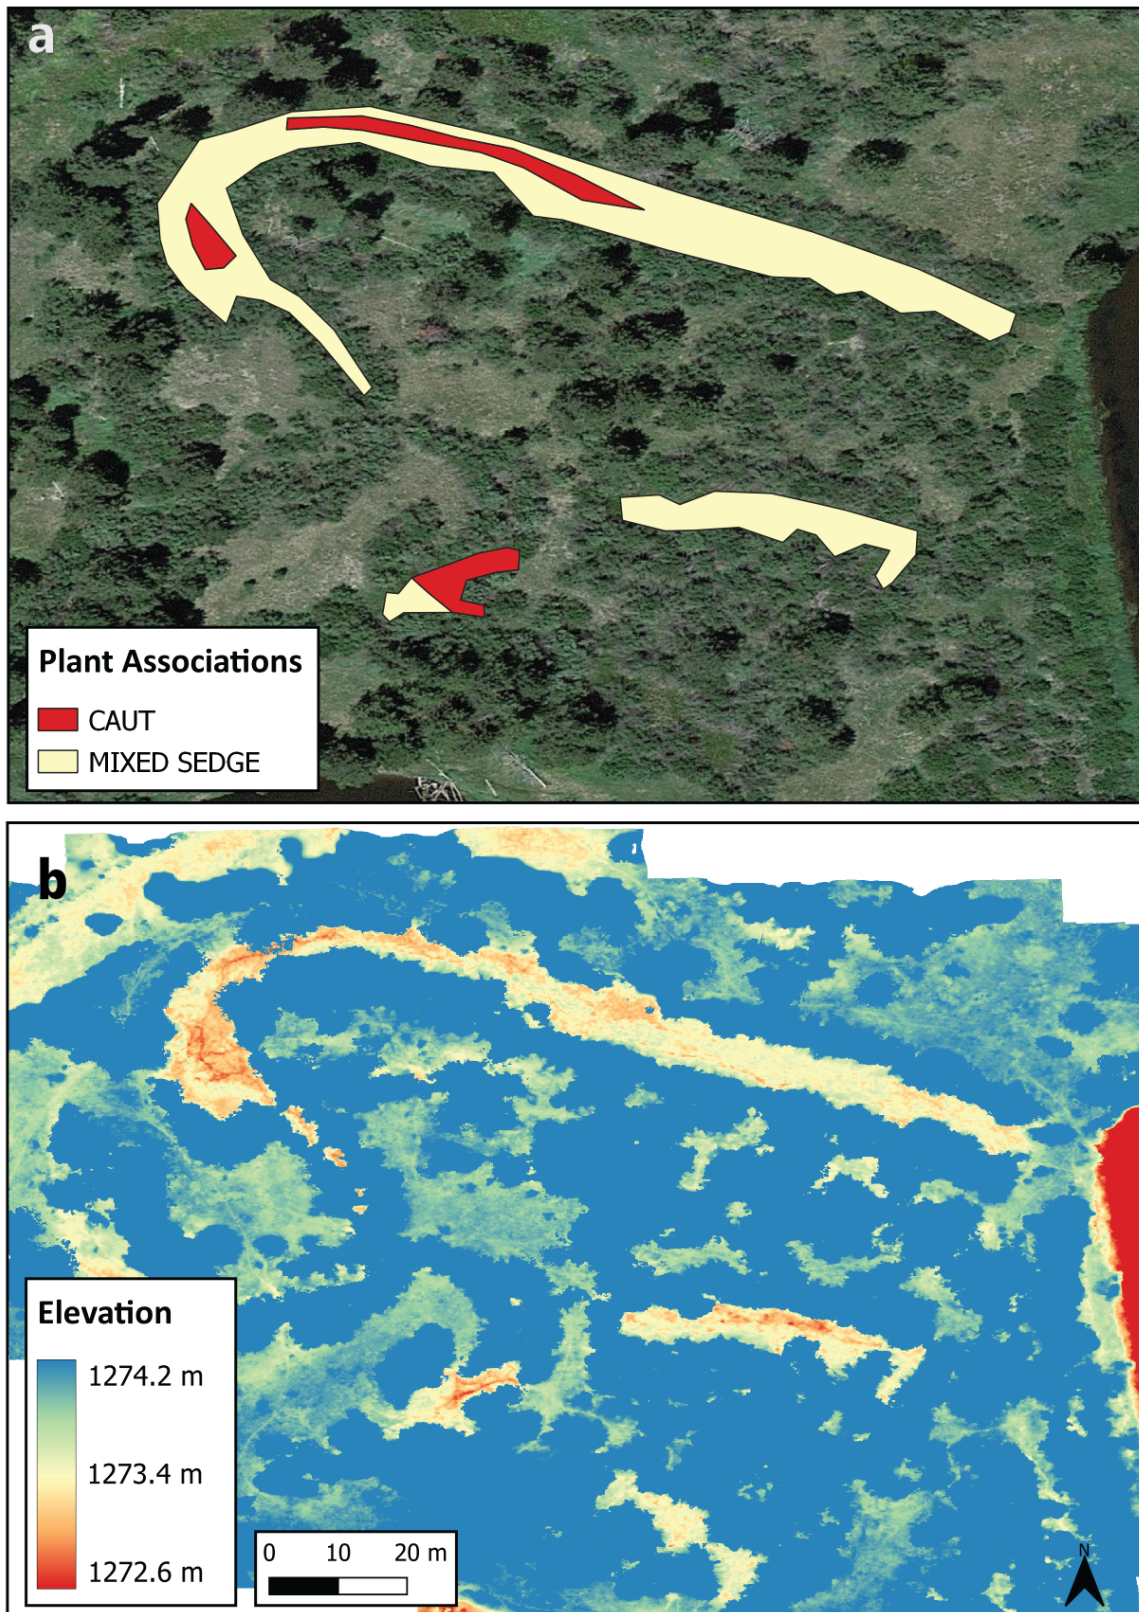 a
Plant Associations
CAUT
MIXED SEDGE
b
Elevation
1274.2 m
1273.4 m
1272.6 m
0 10 20 m
N